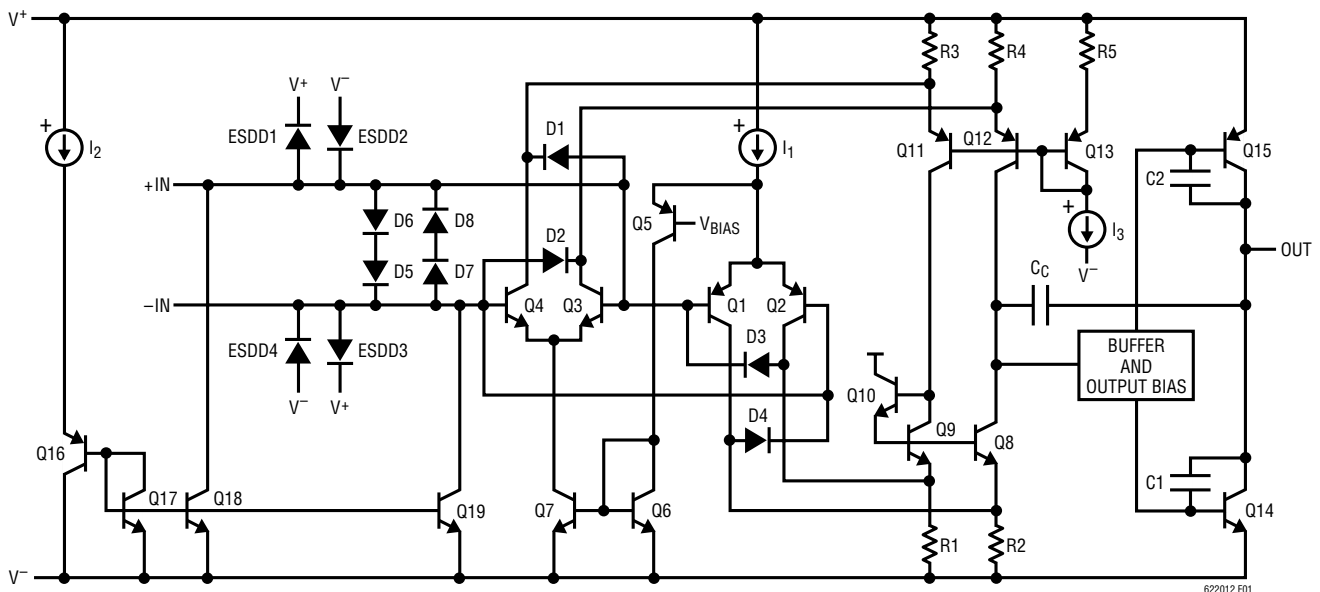 V+
R3
R4
R5
V+
V−
+
I2
ESDD1
ESDD2
D1
+
I1
Q11
Q12
Q13
Q15
C2
+IN
D6
D8
Q5
VBIAS
+
I3
D2
V−
OUT
D5
D7
CC
−IN
Q4
Q3
Q1
Q2
ESDD4
ESDD3
D3
BUFFER
AND
OUTPUT BIAS
V−
V+
Q10
D4
Q9
Q8
Q16
C1
Q17
Q18
Q19
Q7
Q6
Q14
R1
R2
V−
622012 F01